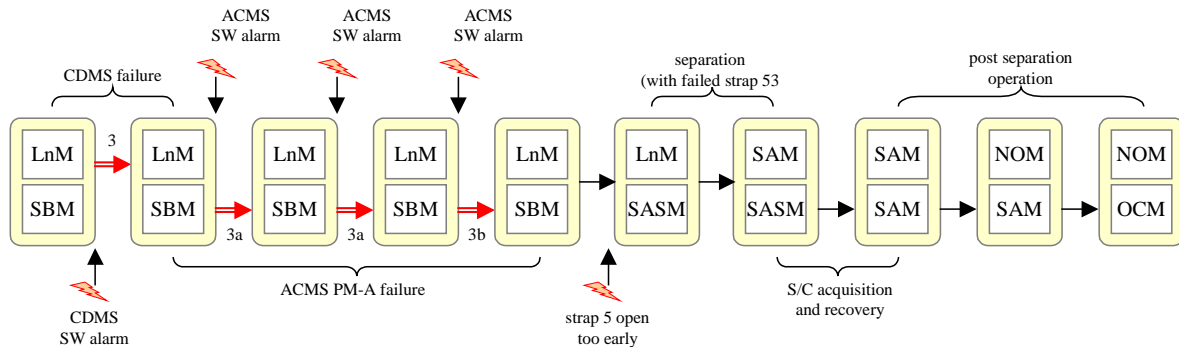 ACMS
SW alarm
ACMS
SW alarm
ACMS
SW alarm
CDMS failure
separation
(with failed strap 53
post separation
operation
3
LnM
LnM
LnM
LnM
LnM
LnM
SAM
SAM
NOM
NOM
SBM
SBM
SBM
SBM
SBM
SASM
SASM
SAM
SAM
OCM
3a
3a
3b
ACMS PM-A failure
CDMS
SW alarm
strap 5 open
too early
S/C acquisition
and recovery